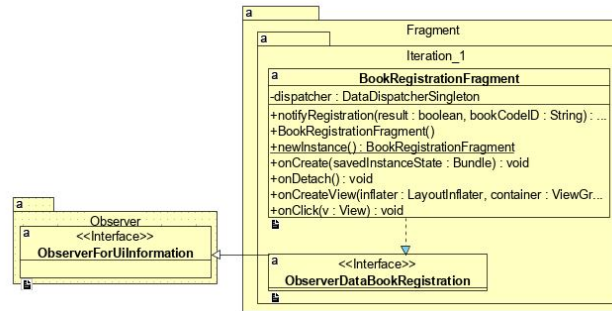 a
Fragment
a
Iteration_1
a
BookRegistrationFragment
-dispatcher : DataDispatcherSingleton
+notifyRegistration(result : boolean, bookCodeID : String) : ...
+BookRegistrationFragment()
+newInstance() : BookRegistrationFragment
+onCreate(savedInstanceState : Bundle) : void
+onDetach() : void
+onCreateView(inflater : LayoutInflater, container : ViewGr...
+onClick(v : View) : void
a
Observer
a
<<Interface>>
ObserverForUiInformation
a
<<Interface>>
ObserverDataBookRegistration